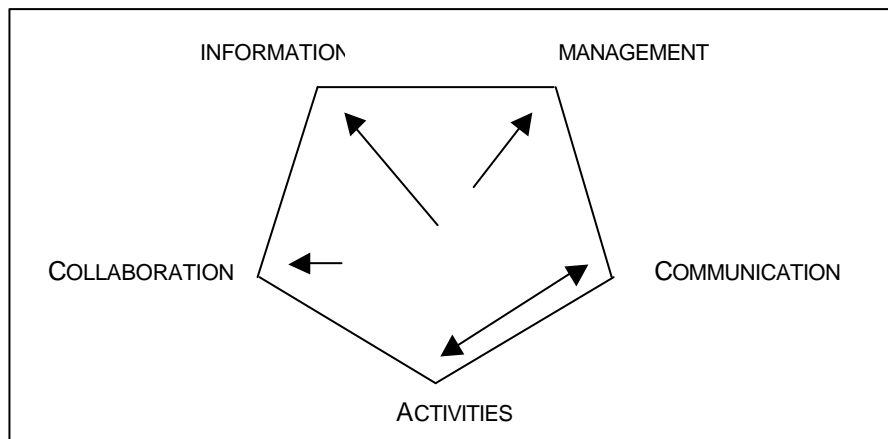 INFORMATION
MANAGEMENT
COLLABORATION
COMMUNICATION
ACTIVITIES